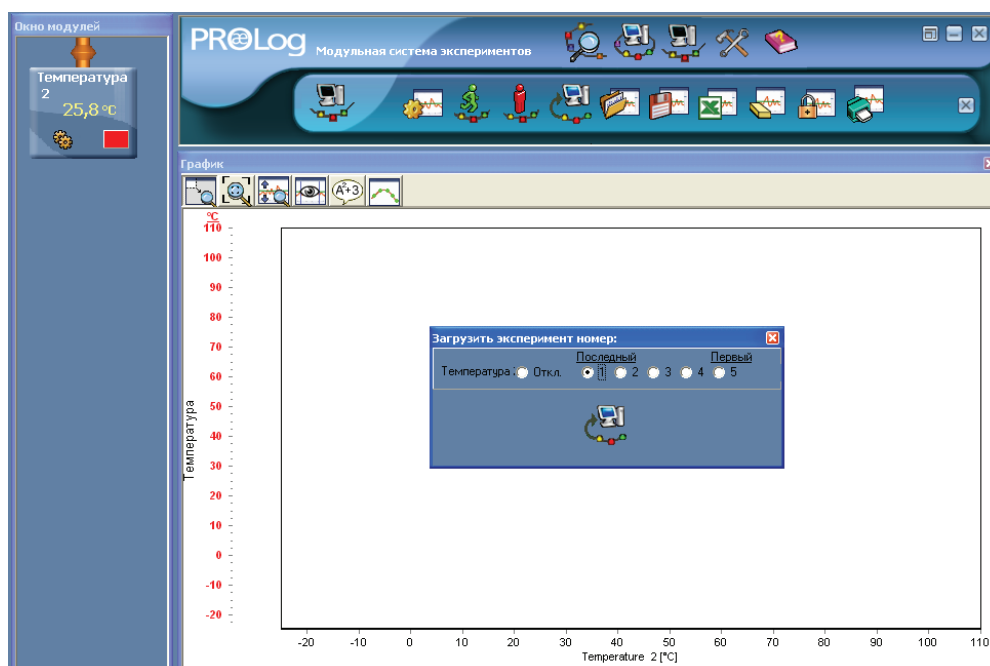 Окно модулей
Температура
2
25,8 °C
PROLog Модульная система экспериментов
График
A²+3
°C
110
100
90
80
70
60
50
40
30
20
10
0
-10
-20
Температура
Загрузить эксперимент номер:
Последный Первый
Температура 2 Откл. 1 2 3 4 5
-20 -10 0 10 20 30 40 50 60 70 80 90 100 110
Temperature 2 [°C]